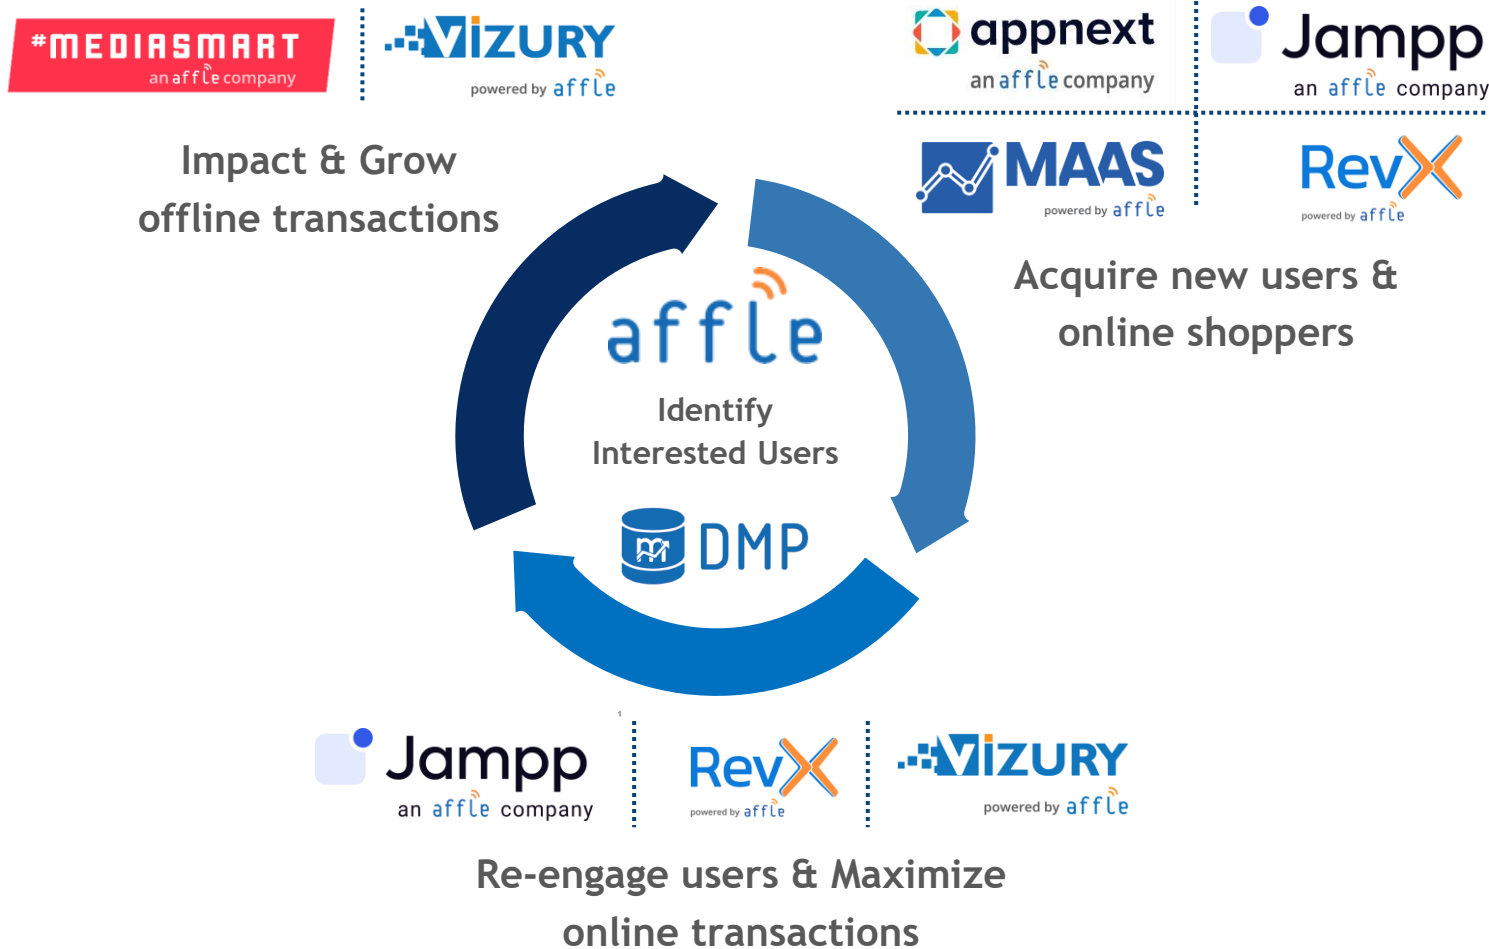 #MEDIASMART
an affle company
VIZURY
powered by affle
appnext
an affle company
Jampp
an affle company
MAAS
powered by affle
RevX
powered by affle
Impact & Grow
offline transactions
Acquire new users &
online shoppers
affle
Identify
Interested Users
m
DMP
1
Jampp
an affle company
RevX
powered by affle
VIZURY
powered by affle
Re-engage users & Maximize
online transactions